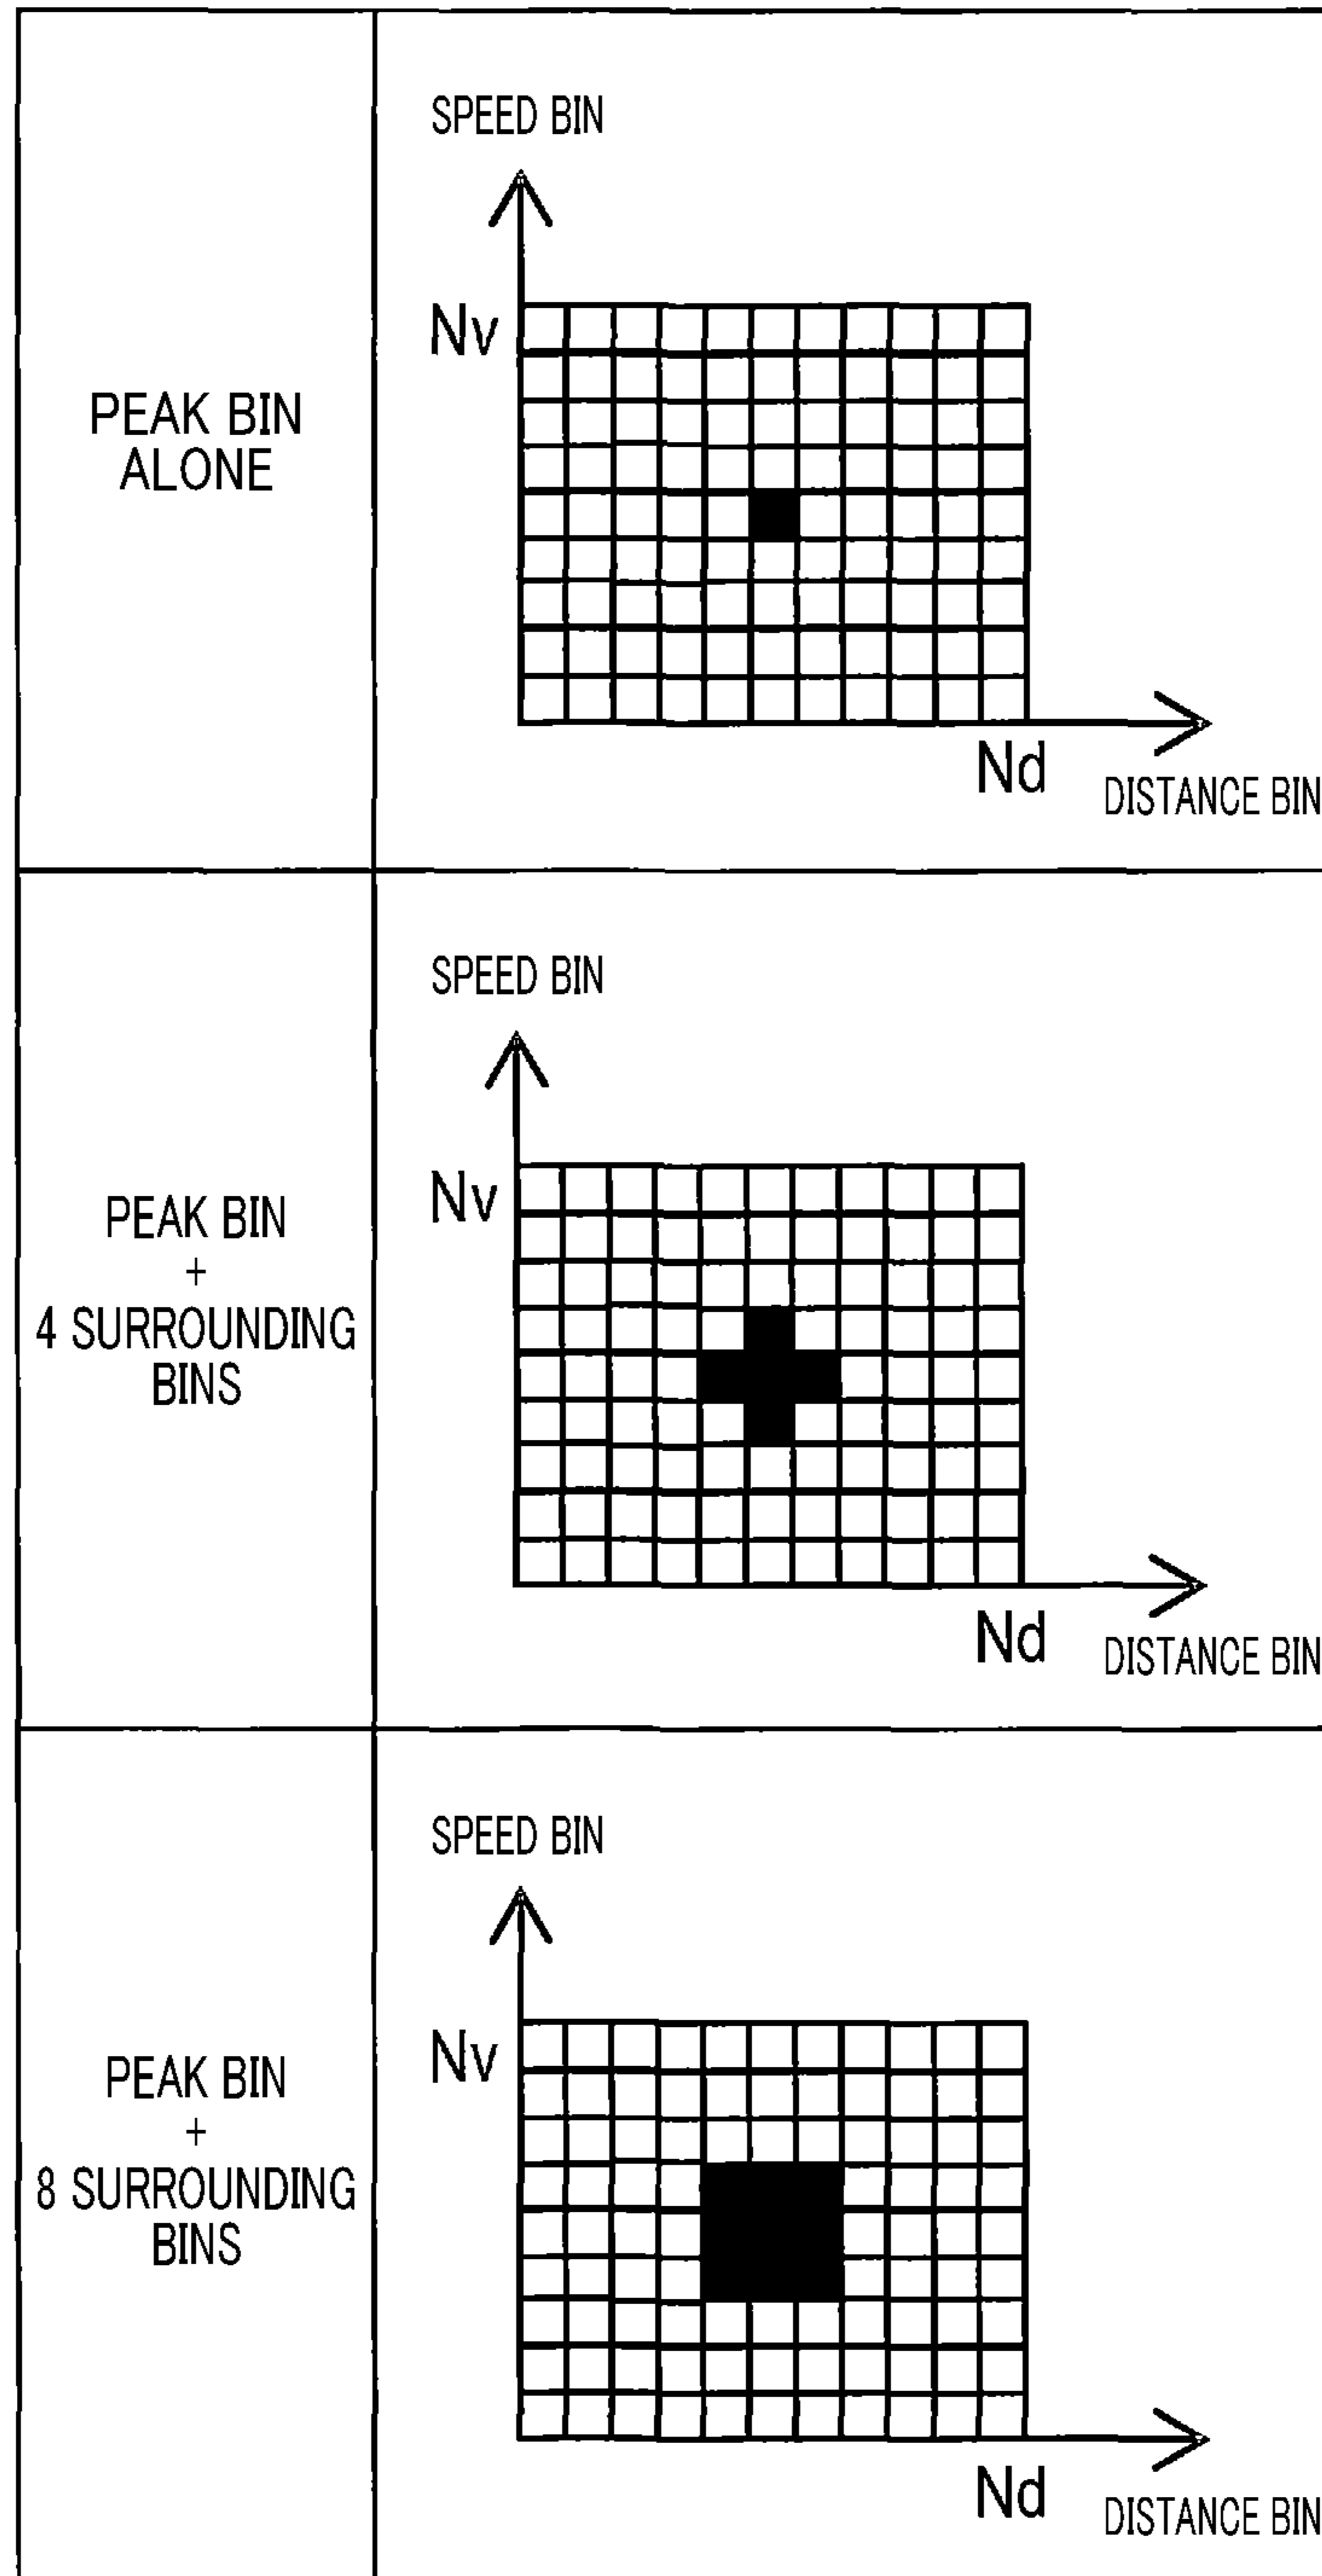 SPEED BIN
Nv
PEAK BIN
ALONE
Nd
DISTANCE BIN
SPEED BIN
Nv
PEAK BIN
+
4 SURROUNDING
BINS
Nd
DISTANCE BIN
SPEED BIN
Nv
PEAK BIN
+
8 SURROUNDING
BINS
Nd
DISTANCE BIN